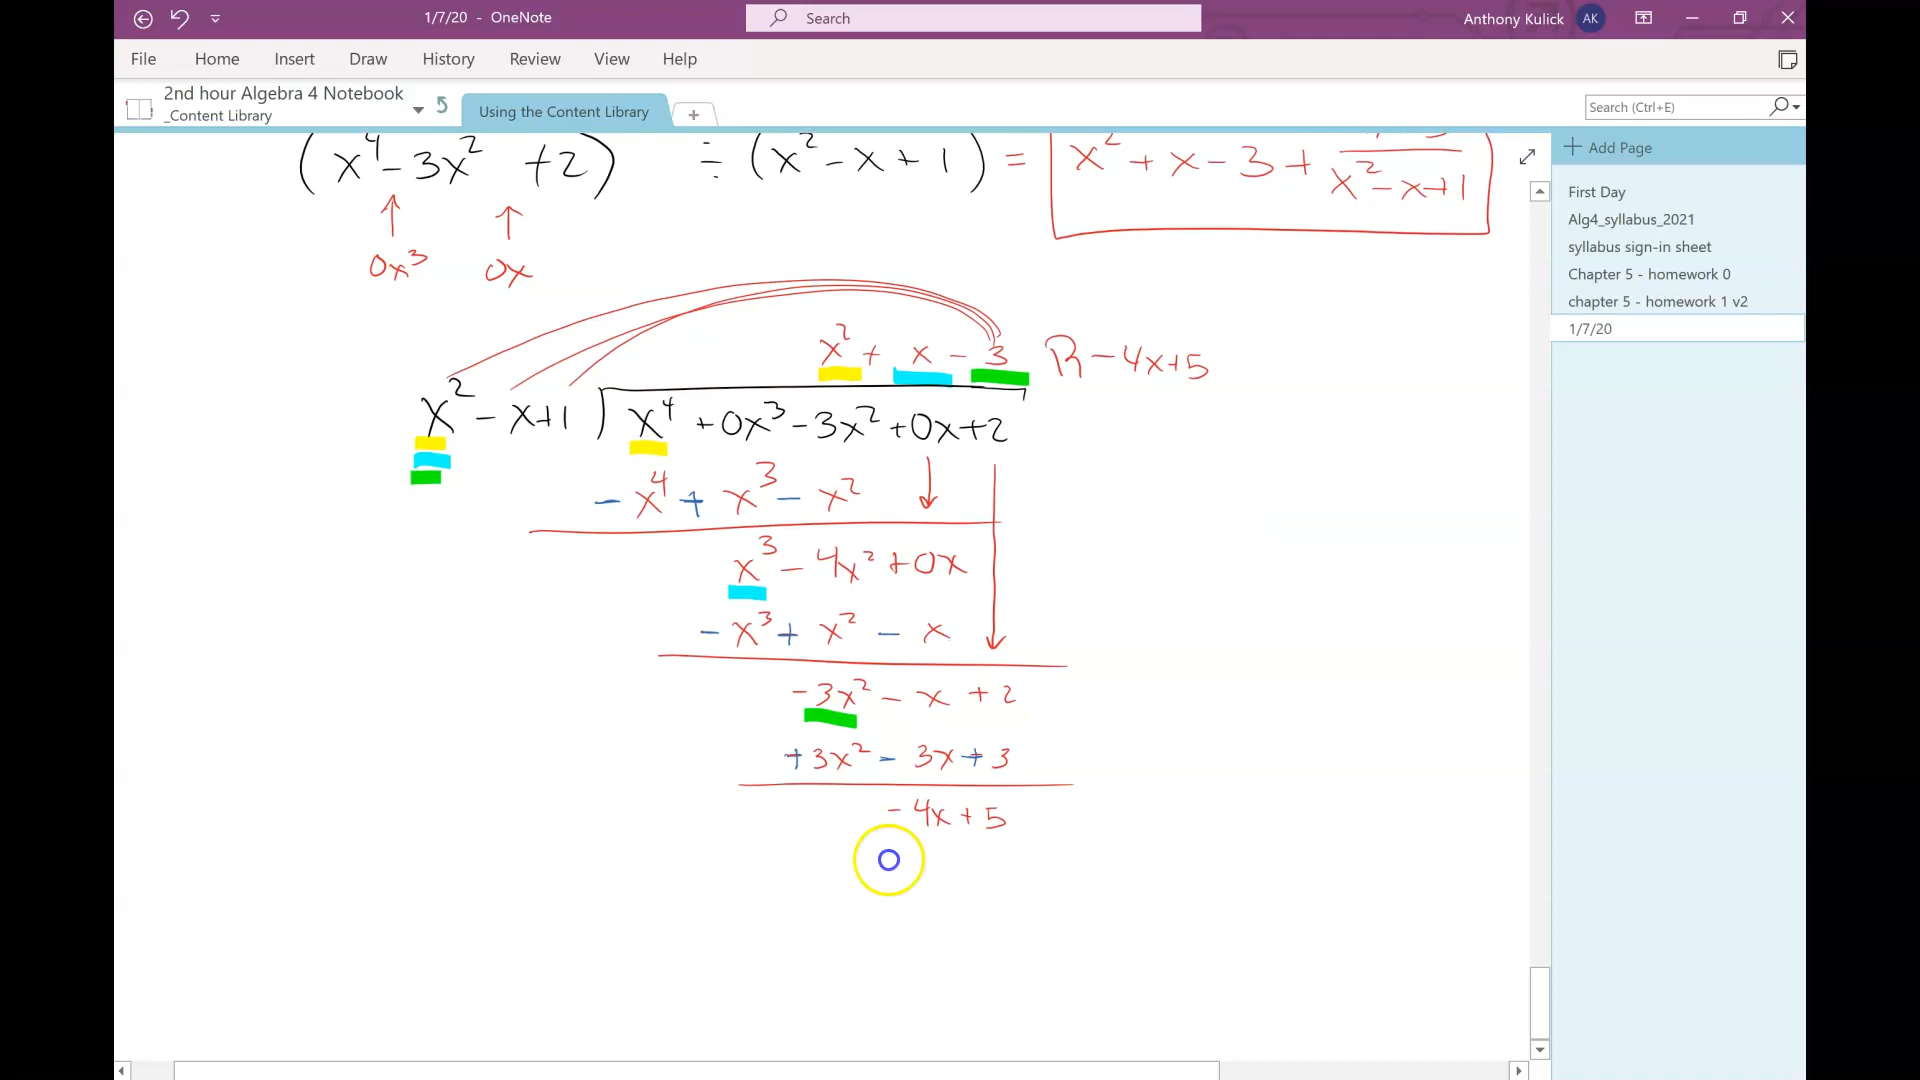 1/7/20 - OneNote
Search
Anthony Kulick AK
File Home Insert Draw History Review View Help
2nd hour Algebra 4 Notebook
_Content Library
Using the Content Library
Search (Ctrl+E)
Add Page
First Day
Alg4_syllabus_2021
syllabus sign-in sheet
Chapter 5 - homework 0
chapter 5 - homework 1 v2
1/7/20
(x⁴ - 3x² + 2) ÷ (x² - x + 1) = x² + x - 3 + / x² - x + 1
↑ ↑
0x³ 0x
x² + x - 3 R - 4x + 5
x² - x + 1 ) x⁴ + 0x³ - 3x² + 0x + 2
- x⁴ + x³ - x²
x³ - 4x² + 0x
- x³ + x² - x
- 3x² - x + 2
+ 3x² - 3x + 3
- 4x + 5